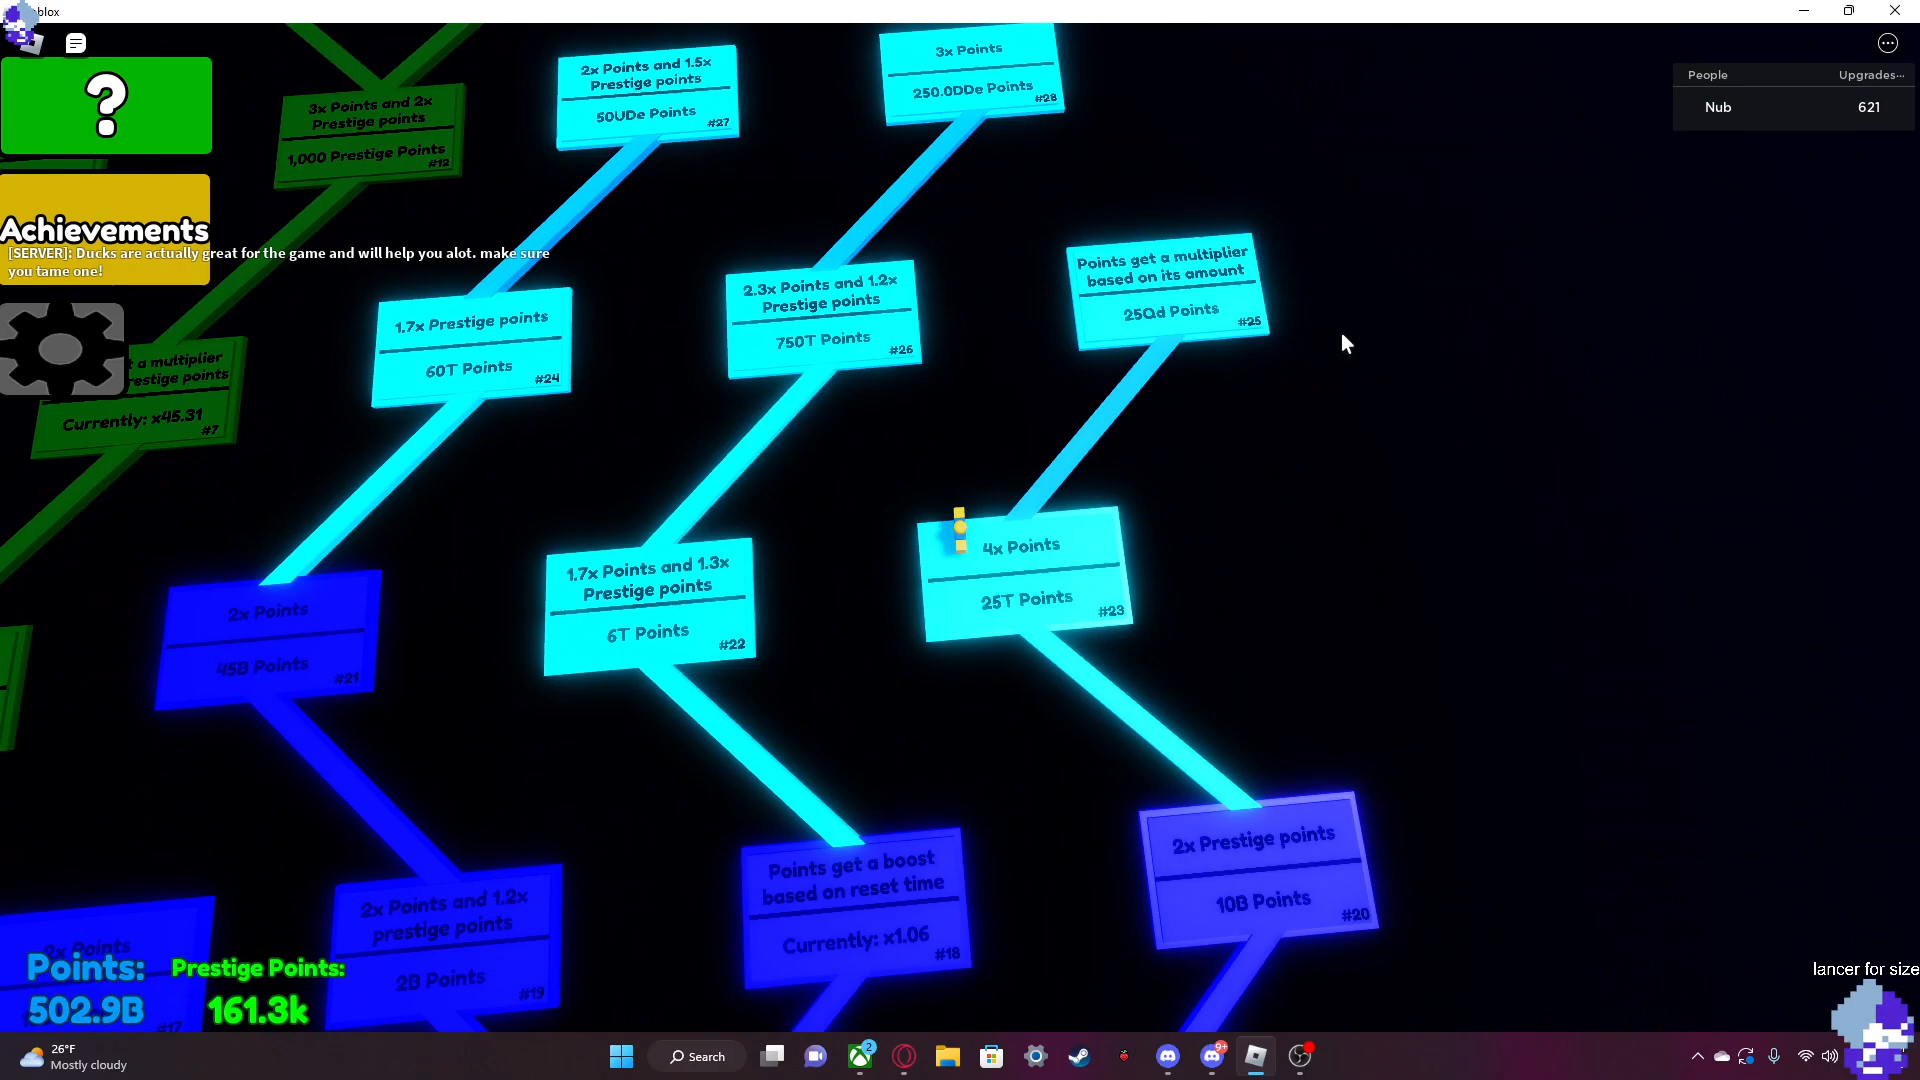 blox
People Upgrades...
Nub 621
?
Achievements
[SERVER]: Ducks are actually great for the game and will help you alot. make sure
you tame one!
3x Points and 2x
Prestige points
1,000 Prestige Points
#12
2x Points and 1.5x
Prestige points
50UDe Points
#27
3x Points
250.0DDe Points
#28
t a multiplier
restige points
Currently: x45.31
#7
1.7x Prestige points
60T Points
#24
2.3x Points and 1.2x
Prestige points
750T Points
#26
Points get a multiplier
based on its amount
25Qd Points
#25
2x Points
45B Points
#21
1.7x Points and 1.3x
Prestige points
6T Points
#22
4x Points
25T Points
#23
2x Points
#17
2x Points and 1.2x
prestige points
2B Points
#19
Points get a boost
based on reset time
Currently: x1.06
#18
2x Prestige points
10B Points
#20
Points:
502.9B
Prestige Points:
161.3k
lancer for size
26°F
Mostly cloudy
Search
2
9+